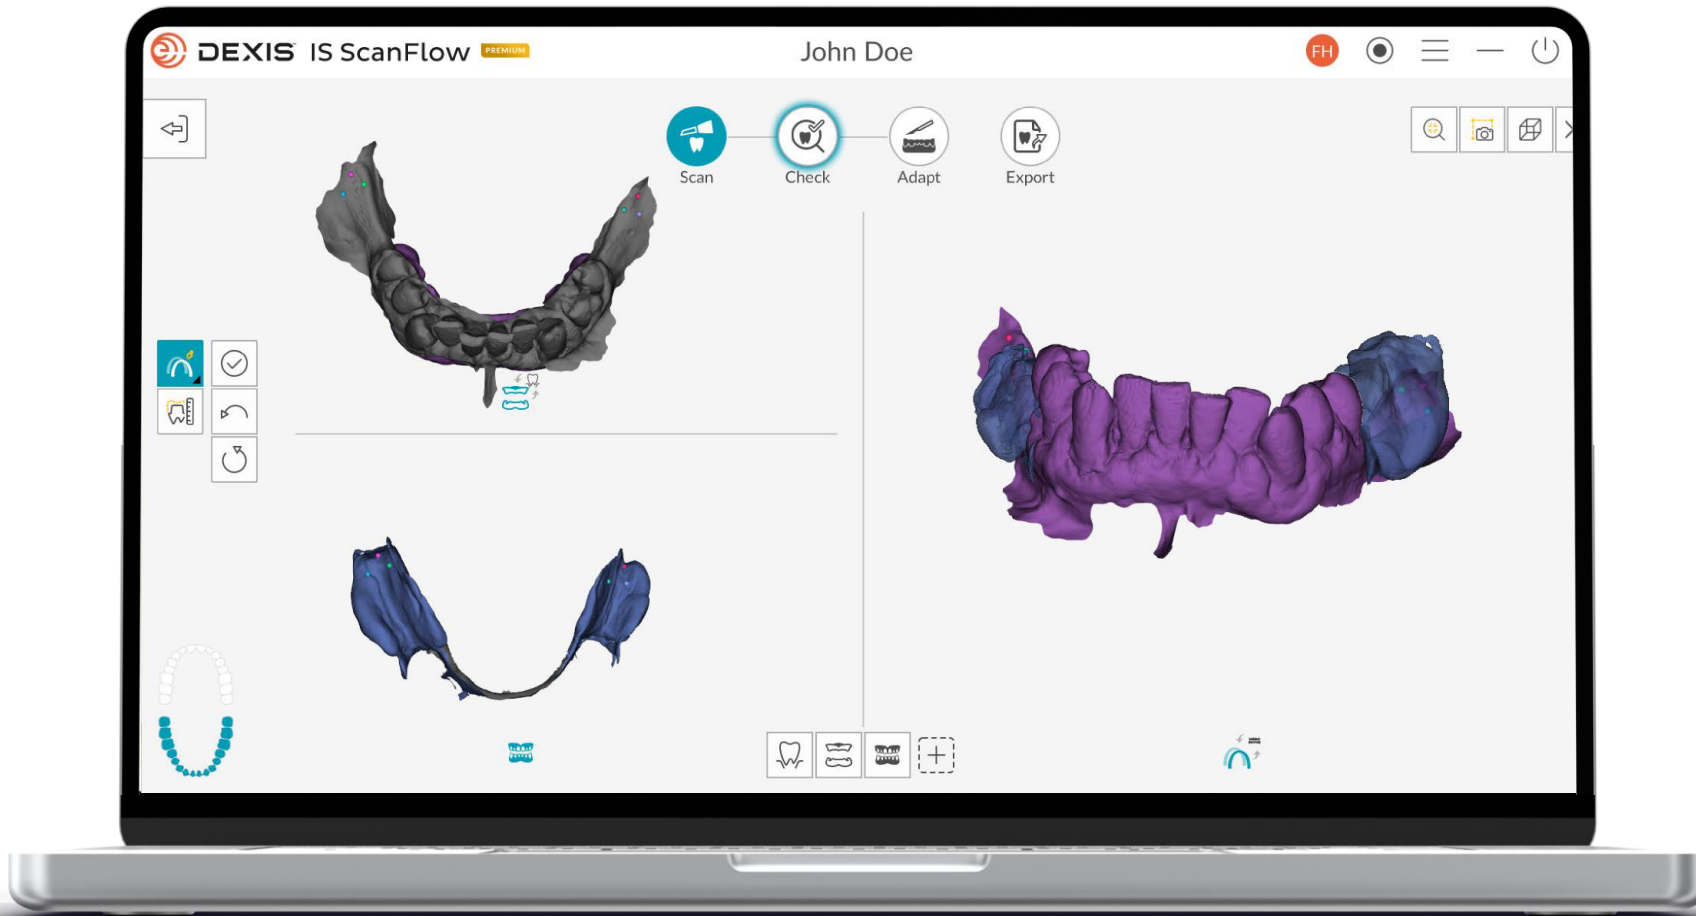 DEXIS IS ScanFlow PREMIUM
John Doe
FH
Scan
Check
Adapt
Export